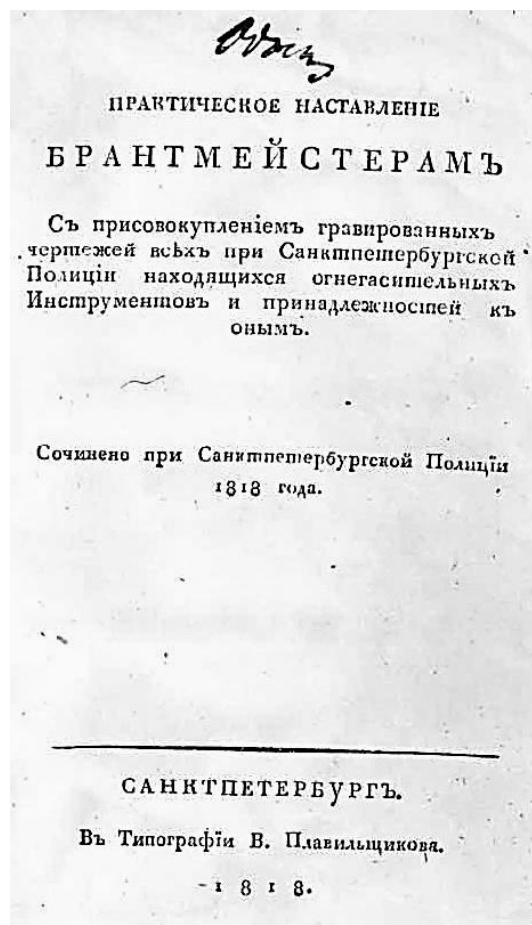 ПРАКТИЧЕСКОЕ НАСТАВЛЕНІЕ
БРАНТМЕЙСТЕРАМЪ
Съ присовокупленіемъ гравированныхъ
чертежей всѣхъ при Санктпетербургской
Полиціи находящихся огнегасительныхъ
Инструментовъ и принадлежностей къ
онымъ.
Сочинено при Санктпетербургской Полиціи
1818 года.
САНКТПЕТЕРБУРГЪ.
Въ Типографіи В. Плавильщикова.
1818.